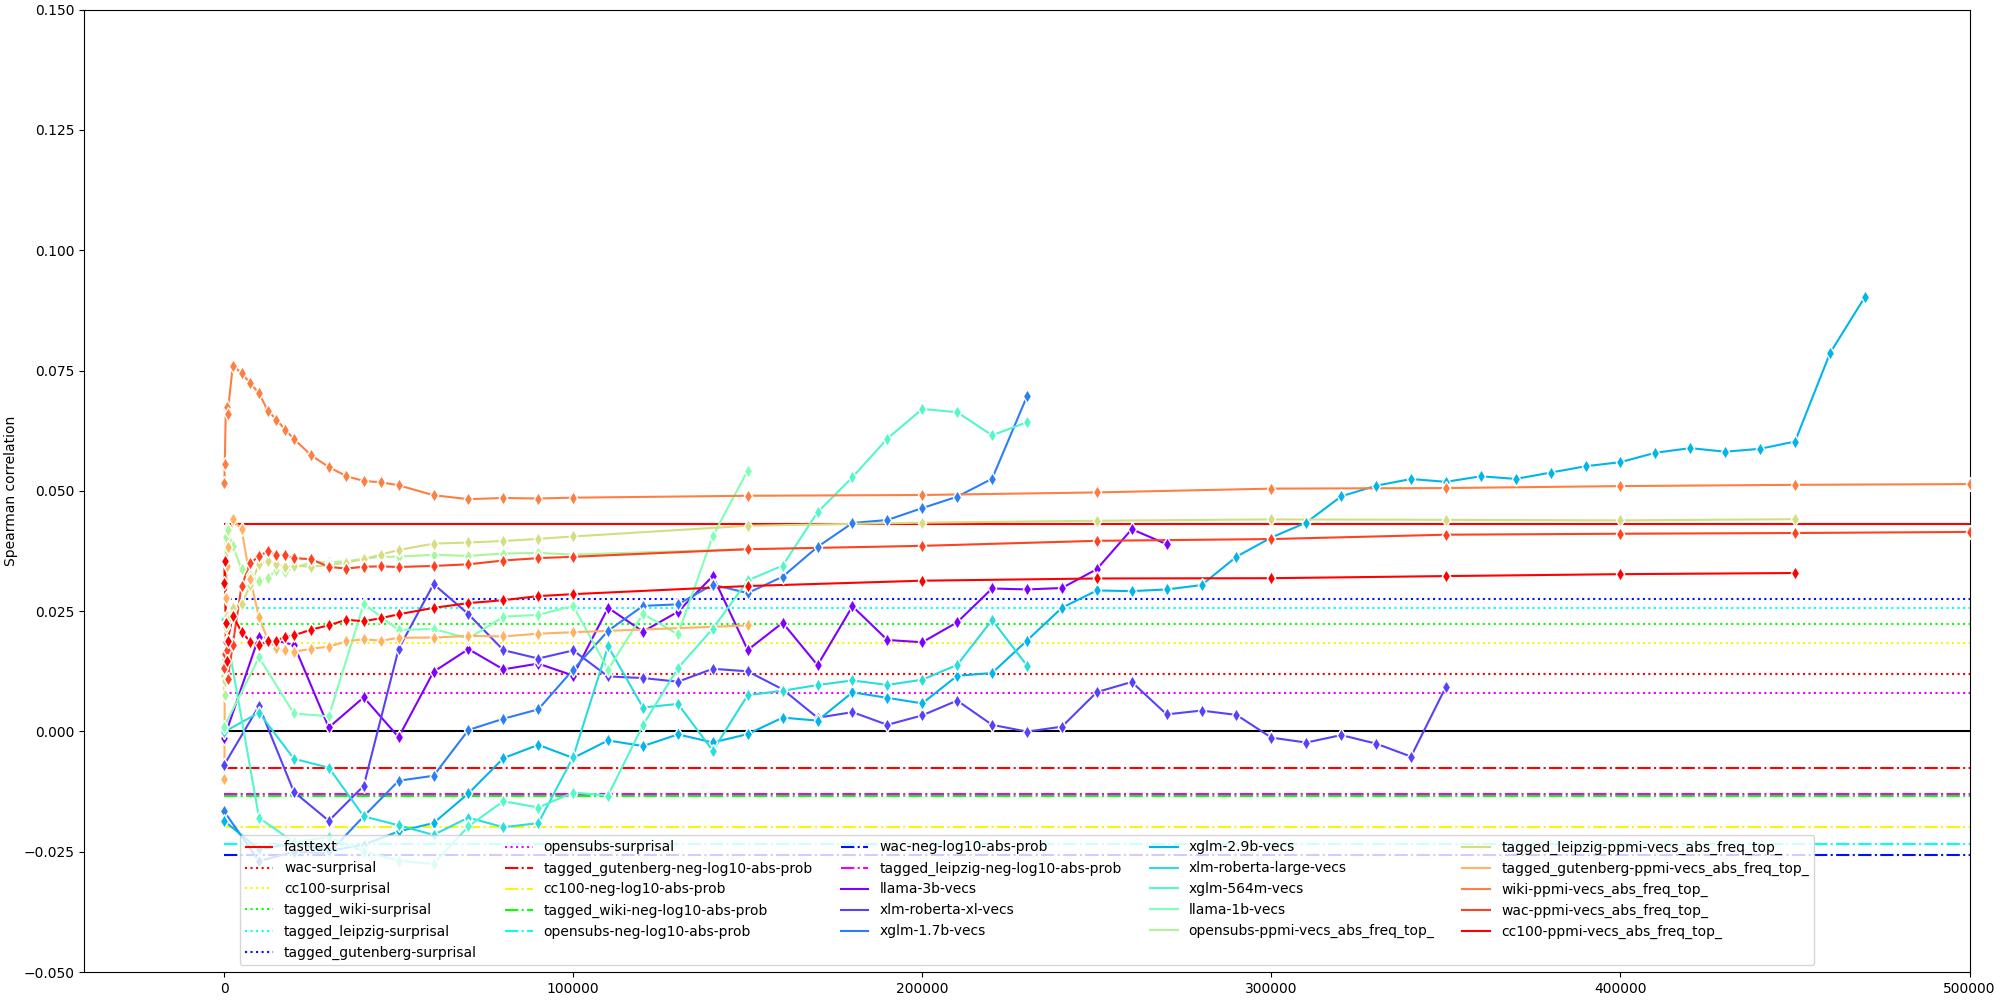 0.150
0.125
0.100
0.075
0.050
0.025
0.000
−0.025
−0.050
Spearman correlation
fasttext
wac-surprisal
cc100-surprisal
tagged_wiki-surprisal
tagged_leipzig-surprisal
tagged_gutenberg-surprisal
opensubs-surprisal
tagged_gutenberg-neg-log10-abs-prob
cc100-neg-log10-abs-prob
tagged_wiki-neg-log10-abs-prob
opensubs-neg-log10-abs-prob
wac-neg-log10-abs-prob
tagged_leipzig-neg-log10-abs-prob
llama-3b-vecs
xlm-roberta-xl-vecs
xglm-1.7b-vecs
xglm-2.9b-vecs
xlm-roberta-large-vecs
xglm-564m-vecs
llama-1b-vecs
opensubs-ppmi-vecs_abs_freq_top_
tagged_leipzig-ppmi-vecs_abs_freq_top_
tagged_gutenberg-ppmi-vecs_abs_freq_top_
wiki-ppmi-vecs_abs_freq_top_
wac-ppmi-vecs_abs_freq_top_
cc100-ppmi-vecs_abs_freq_top_
0
100000
200000
300000
400000
500000